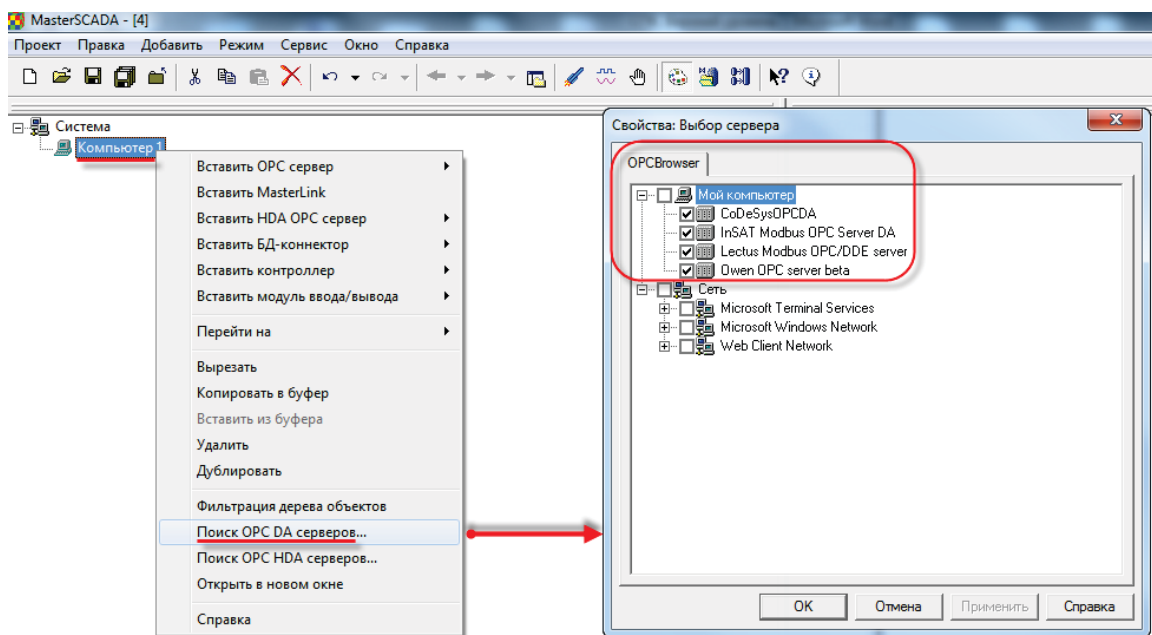 MasterSCADA - [4]
Проект Правка Добавить Режим Сервис Окно Справка
Система
Компьютер 1
Вставить OPC сервер
Вставить MasterLink
Вставить HDA OPC сервер
Вставить БД-коннектор
Вставить контроллер
Вставить модуль ввода/вывода
Перейти на
Вырезать
Копировать в буфер
Вставить из буфера
Удалить
Дублировать
Фильтрация дерева объектов
Поиск OPC DA серверов...
Поиск OPC HDA серверов...
Открыть в новом окне
Справка
Свойства: Выбор сервера
OPCBrowser
Мой компьютер
CoDeSysOPCDA
InSAT Modbus OPC Server DA
Lectus Modbus OPC/DDE server
Owen OPC server beta
Сеть
Microsoft Terminal Services
Microsoft Windows Network
Web Client Network
OK Отмена Применить Справка